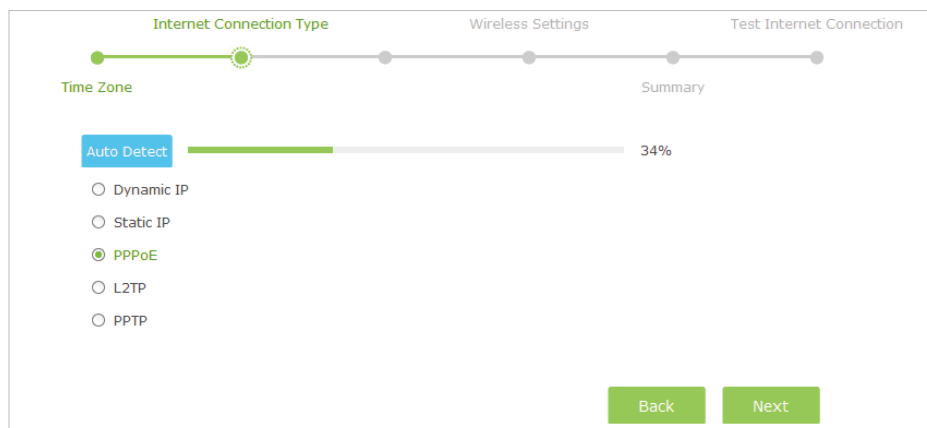 Internet Connection Type Wireless Settings Test Internet Connection
Time Zone Summary
Auto Detect 34%
Dynamic IP
Static IP
PPPoE
L2TP
PPTP
Back Next